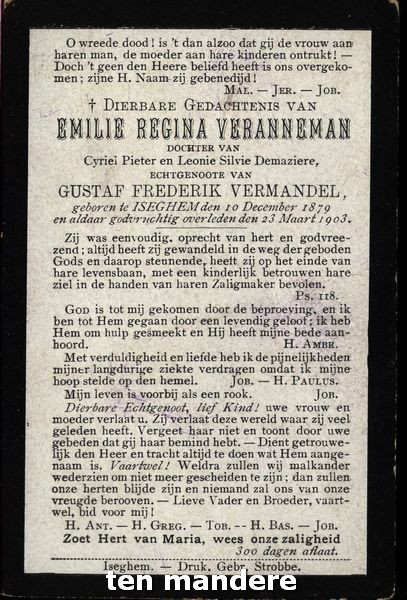 O wreede dood! is 't dan alzoo dat gij de vrouw aan
haren man, de moeder aan hare kinderen ontrukt! —
Doch 't geen den Heere beliefd heeft is ons overgeko-
men; zijne H. Naam zij gebenedijd!
MAL. — JER. — JOB.
† DIERBARE GEDACHTENIS VAN
EMILIE REGINA VERANNEMAN
DOCHTER VAN
Cyriel Pieter en Leonie Silvie Demaziere,
ECHTGENOOTE VAN
GUSTAF FREDERIK VERMANDEL,
geboren te ISEGHEM den 10 December 1879
en aldaar godvruchtig overleden den 23 Maart 1903.
Zij was eenvoudig, oprecht van hert en godvree-
zend; altijd heeft zij gewandeld in de weg der geboden
Gods en daarop steunende, heeft zij op het einde van
hare levensbaan, met een kinderlijk betrouwen hare
ziel in de handen van haren Zaligmaker bevolen.
Ps. 118.
GOD is tot mij gekomen door de beproeving, en ik
ben tot Hem gegaan door een levendig geloof; ik heb
Hem om hulp gesmeekt en Hij heeft mijne bede aan-
hoord. H. AMBR.
Met verduldigheid en liefde heb ik de pijnelijkheden
mijner langdurige ziekte verdragen omdat ik mijne
hoop stelde op den hemel. JOB. — H. PAULUS.
Mijn leven is voorbij als een rook. JOB.
Dierbare Echtgenoot, lief Kind! uwe vrouw en
moeder verlaat u. Zij verlaat deze wereld waar zij veel
geleden heeft. Vergeet haar niet en toont door uwe
gebeden dat gij haar bemind hebt. — Dient getrouwe-
lijk den Heer en tracht altijd te doen wat Hem aange-
naam is. Vaartwel! Weldra zullen wij malkander
wederzien om niet meer gescheiden te zijn; dan zullen
onze herten blijde zijn en niemand zal ons van onze
vreugde berooven. — Lieve Vader en Broeder, vaart-
wel, bid voor mij!
H. ANT. — H. GREG. — TOB. -- H. BAS. — JOB.
Zoet Hert van Maria, wees onze zaligheid
300 dagen aflaat.
Iseghem. — Druk. Gebr. Strobbe.
ten mandere